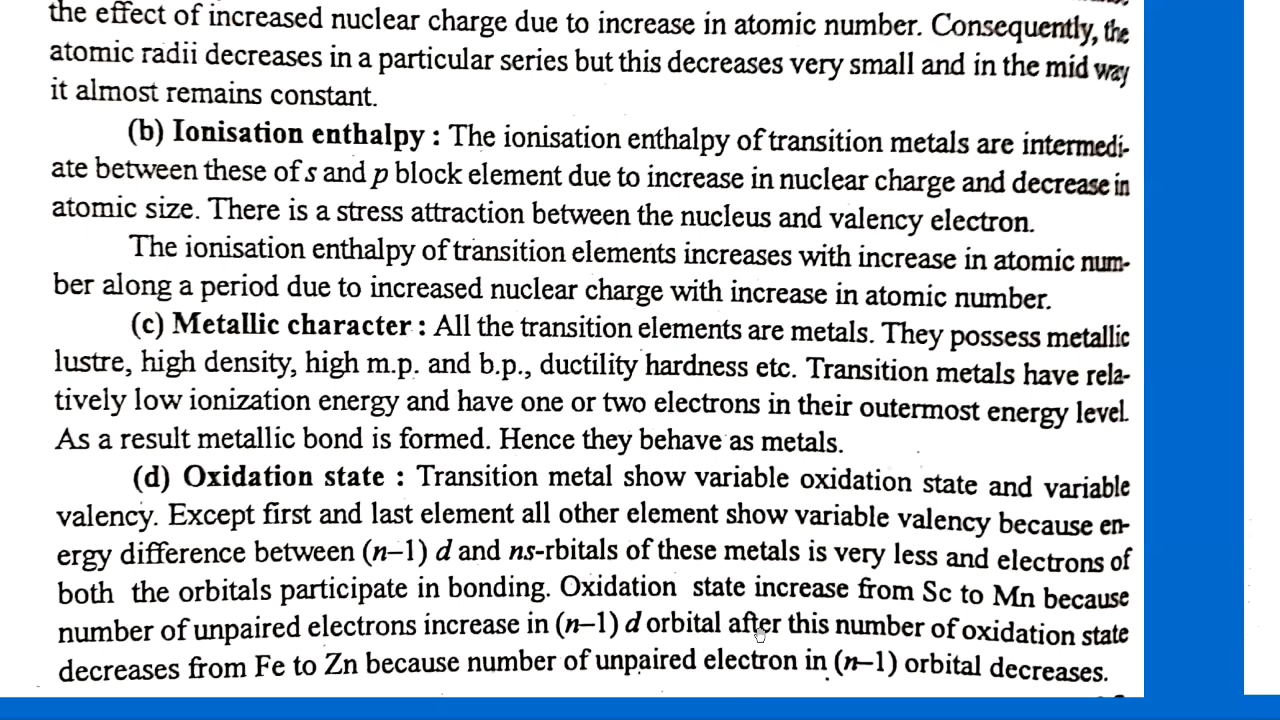 the effect of increased nuclear charge due to increase in atomic number. Consequently, the
atomic radii decreases in a particular series but this decreases very small and in the mid way
it almost remains constant.
(b) Ionisation enthalpy : The ionisation enthalpy of transition metals are intermedi-
ate between these of s and p block element due to increase in nuclear charge and decrease in
atomic size. There is a stress attraction between the nucleus and valency electron.
The ionisation enthalpy of transition elements increases with increase in atomic num-
ber along a period due to increased nuclear charge with increase in atomic number.
(c) Metallic character : All the transition elements are metals. They possess metallic
lustre, high density, high m.p. and b.p., ductility hardness etc. Transition metals have rela-
tively low ionization energy and have one or two electrons in their outermost energy level.
As a result metallic bond is formed. Hence they behave as metals.
(d) Oxidation state : Transition metal show variable oxidation state and variable
valency. Except first and last element all other element show variable valency because en-
ergy difference between (n–1) d and ns-rbitals of these metals is very less and electrons of
both the orbitals participate in bonding. Oxidation state increase from Sc to Mn because
number of unpaired electrons increase in (n–1) d orbital after this number of oxidation state
decreases from Fe to Zn because number of unpaired electron in (n–1) orbital decreases.